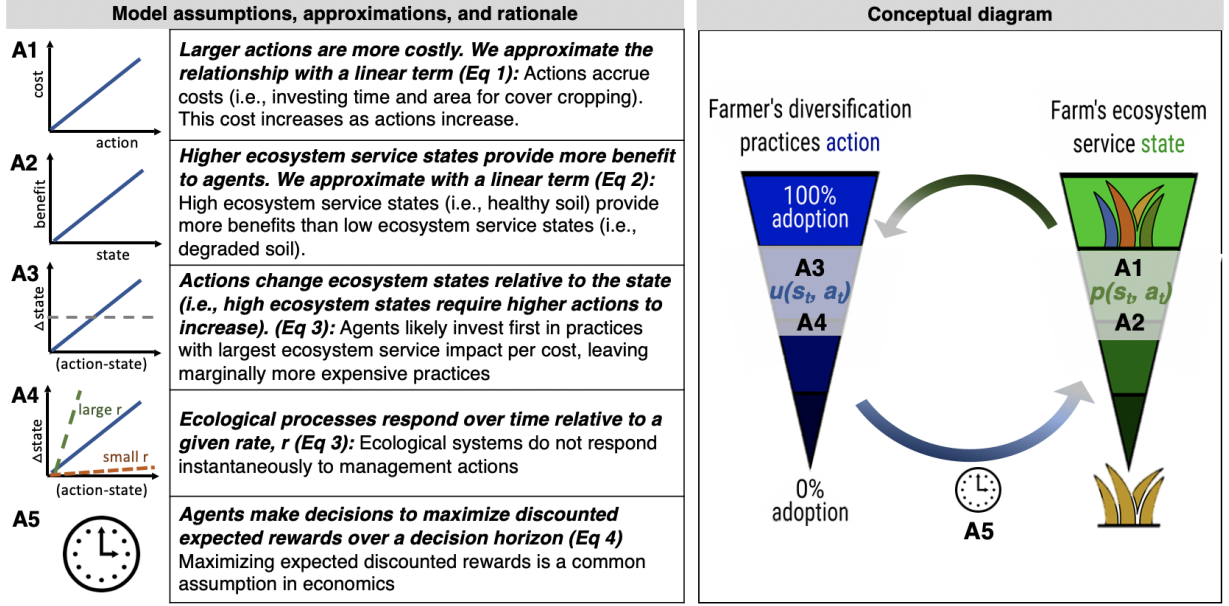 Model assumptions, approximations, and rationale
A1
cost
action
Larger actions are more costly. We approximate the
relationship with a linear term (Eq 1): Actions accrue
costs (i.e., investing time and area for cover cropping).
This cost increases as actions increase.
A2
benefit
state
Higher ecosystem service states provide more benefit
to agents. We approximate with a linear term (Eq 2):
High ecosystem service states (i.e., healthy soil) provide
more benefits than low ecosystem service states (i.e.,
degraded soil).
A3
Δstate
(action-state)
Actions change ecosystem states relative to the state
(i.e., high ecosystem states require higher actions to
increase). (Eq 3): Agents likely invest first in practices
with largest ecosystem service impact per cost, leaving
marginally more expensive practices
A4
Δstate
large r
small r
(action-state)
Ecological processes respond over time relative to a
given rate, r (Eq 3): Ecological systems do not respond
instantaneously to management actions
A5
Agents make decisions to maximize discounted
expected rewards over a decision horizon (Eq 4)
Maximizing expected discounted rewards is a common
assumption in economics
Conceptual diagram
Farmer's diversification
practices action
100%
adoption
A3
u(sₜ, aₜ)
A4
0%
adoption
Farm's ecosystem
service state
A1
p(sₜ, aₜ)
A2
A5